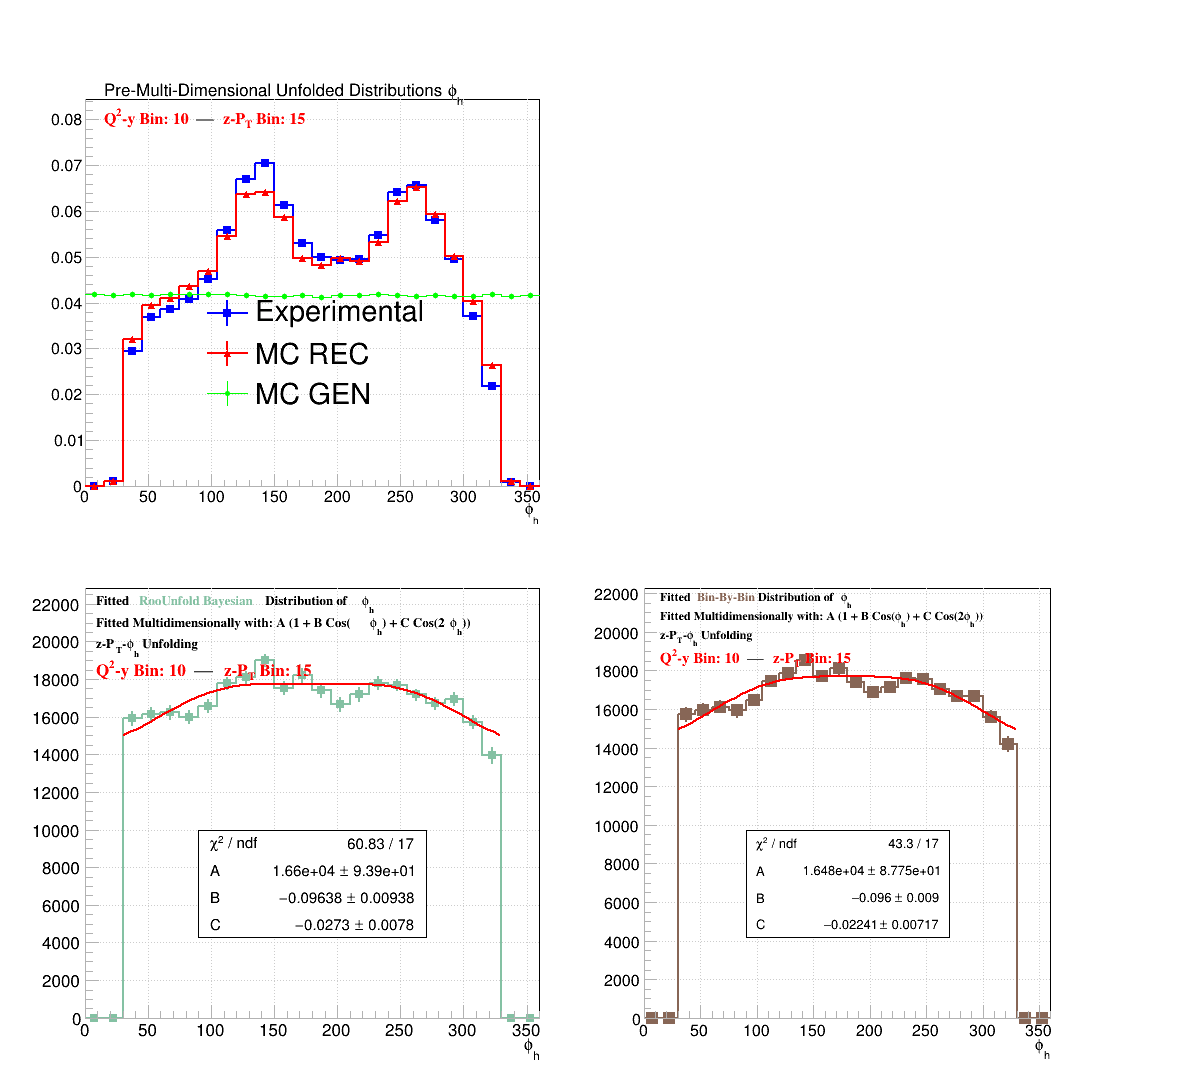 Pre-Multi-Dimensional Unfolded Distributions ϕh
Q²-y Bin: 10 — z-PT Bin: 15
0.08
0.07
0.06
0.05
0.04
0.03
0.02
0.01
0
Experimental
MC REC
MC GEN
0 50 100 150 200 250 300 350
ϕh
Fitted RooUnfold Bayesian Distribution of ϕh
Fitted Multidimensionally with: A (1 + B Cos( ϕh) + C Cos(2 ϕh))
z-PT-ϕh Unfolding
Q²-y Bin: 10 — z-PT Bin: 15
22000
20000
18000
16000
14000
12000
10000
8000
6000
4000
2000
0
χ² / ndf 60.83 / 17
A 1.66e+04 ± 9.39e+01
B −0.09638 ± 0.00938
C −0.0273 ± 0.0078
0 50 100 150 200 250 300 350
ϕh
Fitted Bin-By-Bin Distribution of ϕh
Fitted Multidimensionally with: A (1 + B Cos(ϕh) + C Cos(2ϕh))
z-PT-ϕh Unfolding
Q²-y Bin: 10 — z-PT Bin: 15
22000
20000
18000
16000
14000
12000
10000
8000
6000
4000
2000
0
χ² / ndf 43.3 / 17
A 1.648e+04 ± 8.775e+01
B −0.096 ± 0.009
C −0.02241 ± 0.00717
0 50 100 150 200 250 300 350
ϕh